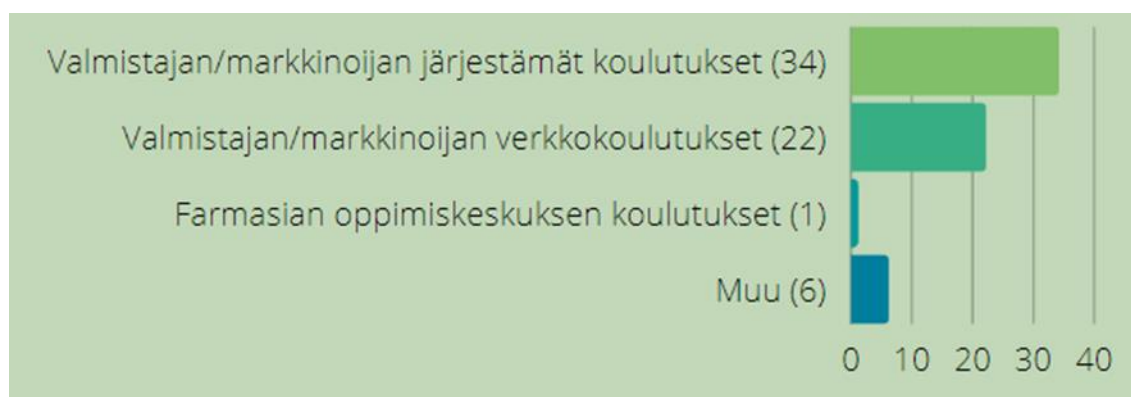 Valmistajan/markkinoijan järjestämät koulutukset (34)
Valmistajan/markkinoijan verkkokoulutukset (22)
Farmasian oppimiskeskuksen koulutukset (1)
Muu (6)
0 10 20 30 40